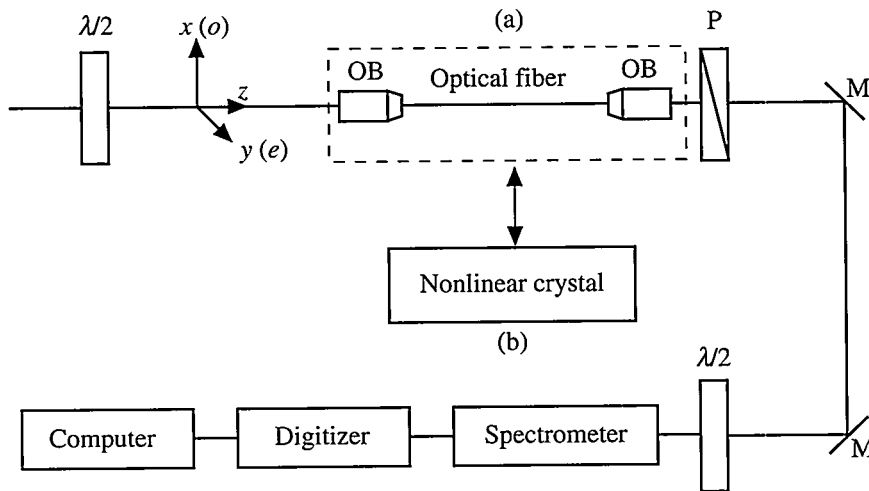 (a)
λ/2
x (o)
P
OB
Optical fiber
OB
z
M
y (e)
Nonlinear crystal
(b)
λ/2
Computer
Digitizer
Spectrometer
M